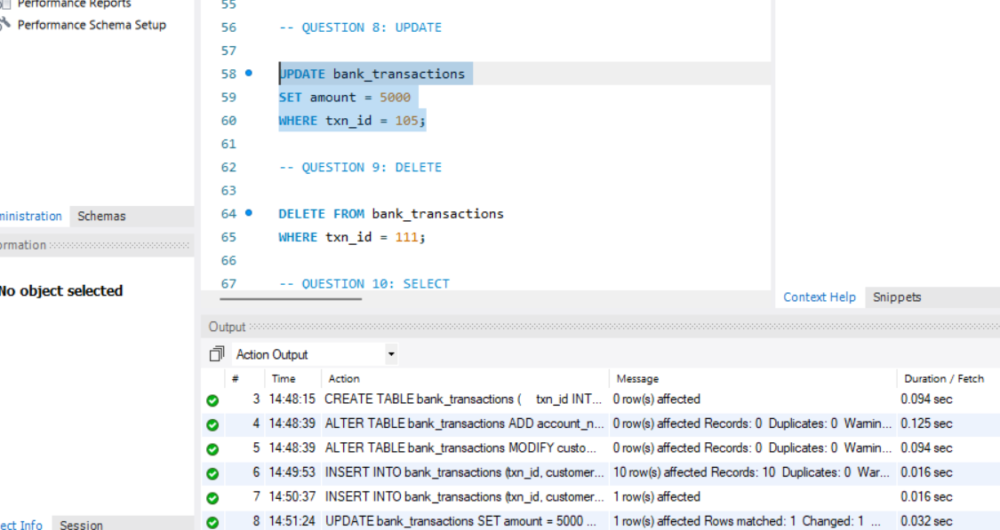 Performance Reports
Performance Schema Setup
ministration Schemas
ormation
No object selected
ect Info Session
55
56 -- QUESTION 8: UPDATE
57
58 UPDATE bank_transactions
59 SET amount = 5000
60 WHERE txn_id = 105;
61
62 -- QUESTION 9: DELETE
63
64 DELETE FROM bank_transactions
65 WHERE txn_id = 111;
66
67 -- QUESTION 10: SELECT
Context Help Snippets
Output
Action Output
# Time Action Message Duration / Fetch
3 14:48:15 CREATE TABLE bank_transactions ( txn_id INT... 0 row(s) affected 0.094 sec
4 14:48:39 ALTER TABLE bank_transactions ADD account_n... 0 row(s) affected Records: 0 Duplicates: 0 Warnin... 0.125 sec
5 14:48:39 ALTER TABLE bank_transactions MODIFY custo... 0 row(s) affected Records: 0 Duplicates: 0 Warnin... 0.094 sec
6 14:49:53 INSERT INTO bank_transactions (txn_id, customer... 10 row(s) affected Records: 10 Duplicates: 0 War... 0.016 sec
7 14:50:37 INSERT INTO bank_transactions (txn_id, customer... 1 row(s) affected 0.016 sec
8 14:51:24 UPDATE bank_transactions SET amount = 5000 ... 1 row(s) affected Rows matched: 1 Changed: 1 ... 0.032 sec